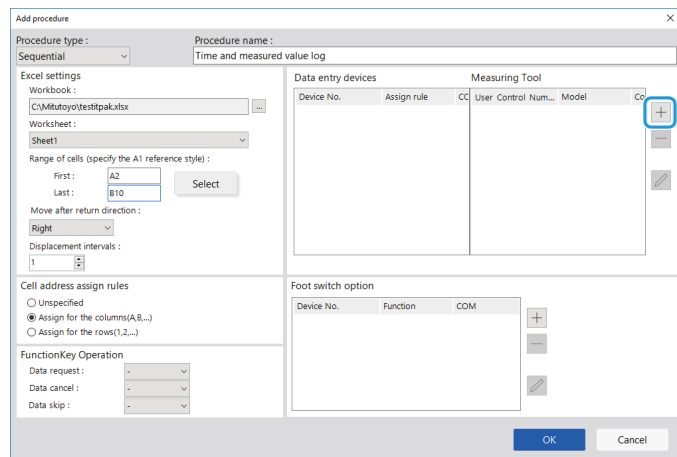 Add procedure
Procedure type :
Procedure name :
Sequential
Time and measured value log
Excel settings
Workbook :
C:\Mitutoyo\testitpak.xlsx
...
Worksheet :
Sheet1
Range of cells (specify the A1 reference style) :
First :
A2
Last :
B10
Select
Move after return direction :
Right
Displacement intervals :
1
Cell address assign rules
Unspecified
Assign for the columns(A,B,...)
Assign for the rows(1,2,...)
FunctionKey Operation
Data request :
-
Data cancel :
-
Data skip :
-
Data entry devices
Measuring Tool
Device No.
Assign rule
CC
User Control Num...
Model
Co
Foot switch option
Device No.
Function
COM
OK
Cancel